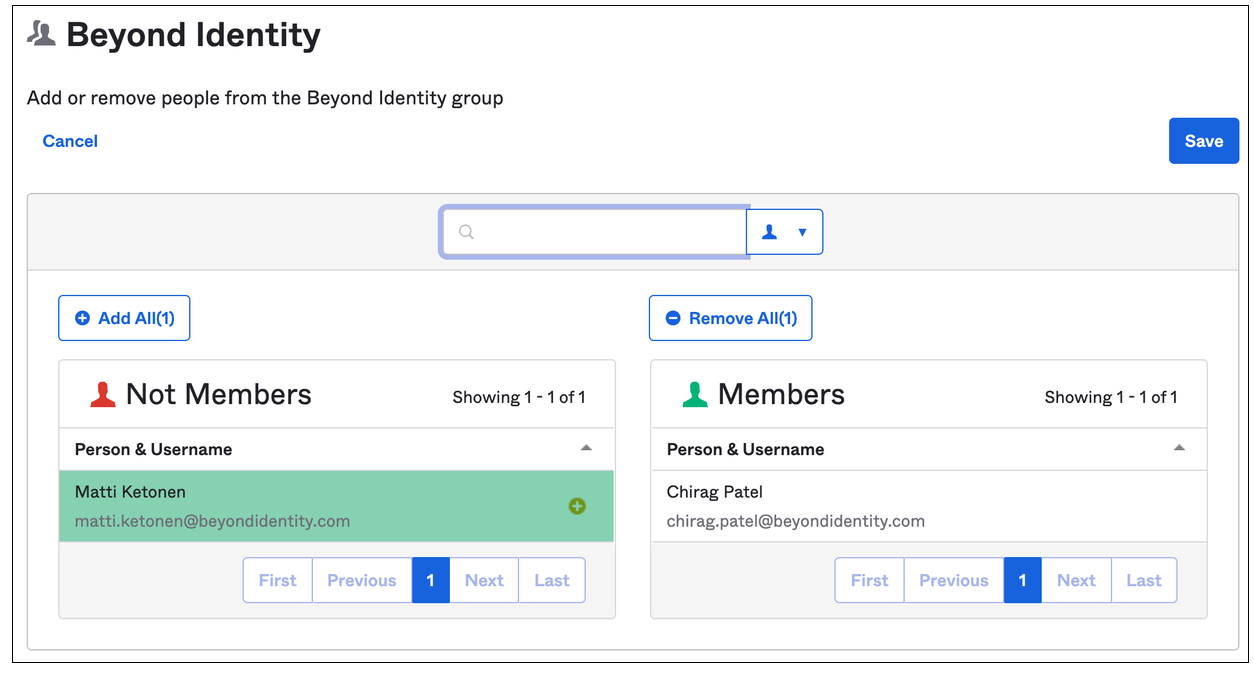 Beyond Identity
Add or remove people from the Beyond Identity group
Cancel
Save
Add All(1)
Remove All(1)
Not Members
Showing 1 - 1 of 1
Person & Username
Matti Ketonen
matti.ketonen@beyondidentity.com
First Previous 1 Next Last
Members
Showing 1 - 1 of 1
Person & Username
Chirag Patel
chirag.patel@beyondidentity.com
First Previous 1 Next Last